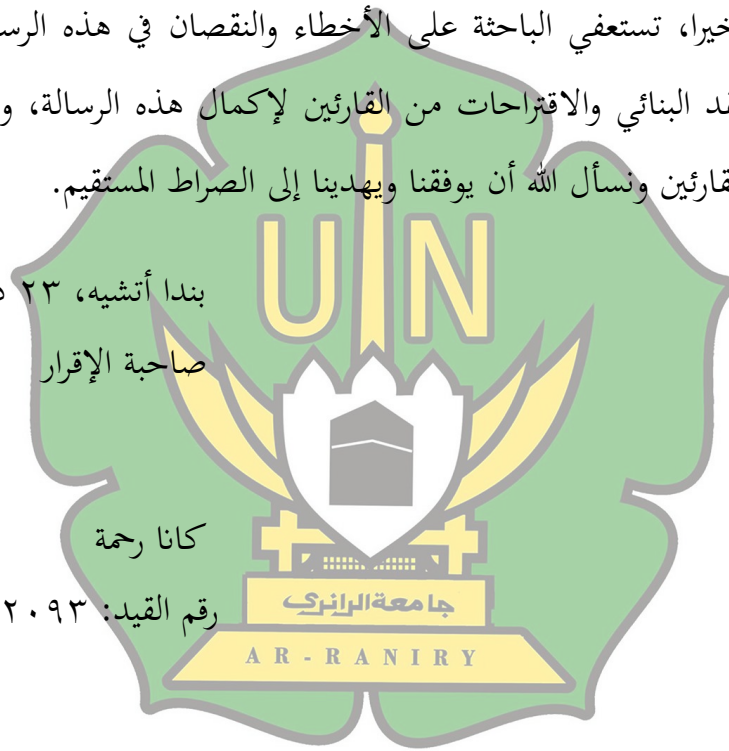 خيرا، تستعفي الباحثة على الأخطاء والنقصان في هذه الرس
قد البنائي والاقتراحات من القارئين لإكمال هذه الرسالة، و
قارئين ونسأل الله أن يوفقنا ويهدينا إلى الصراط المستقيم.
بندا أتشيه، ٢٣
صاحبة الإقرار
كانا رحمة
رقم القيد: ٢٠٩٣
UIN
جامعة الرانري
AR-RANIRY